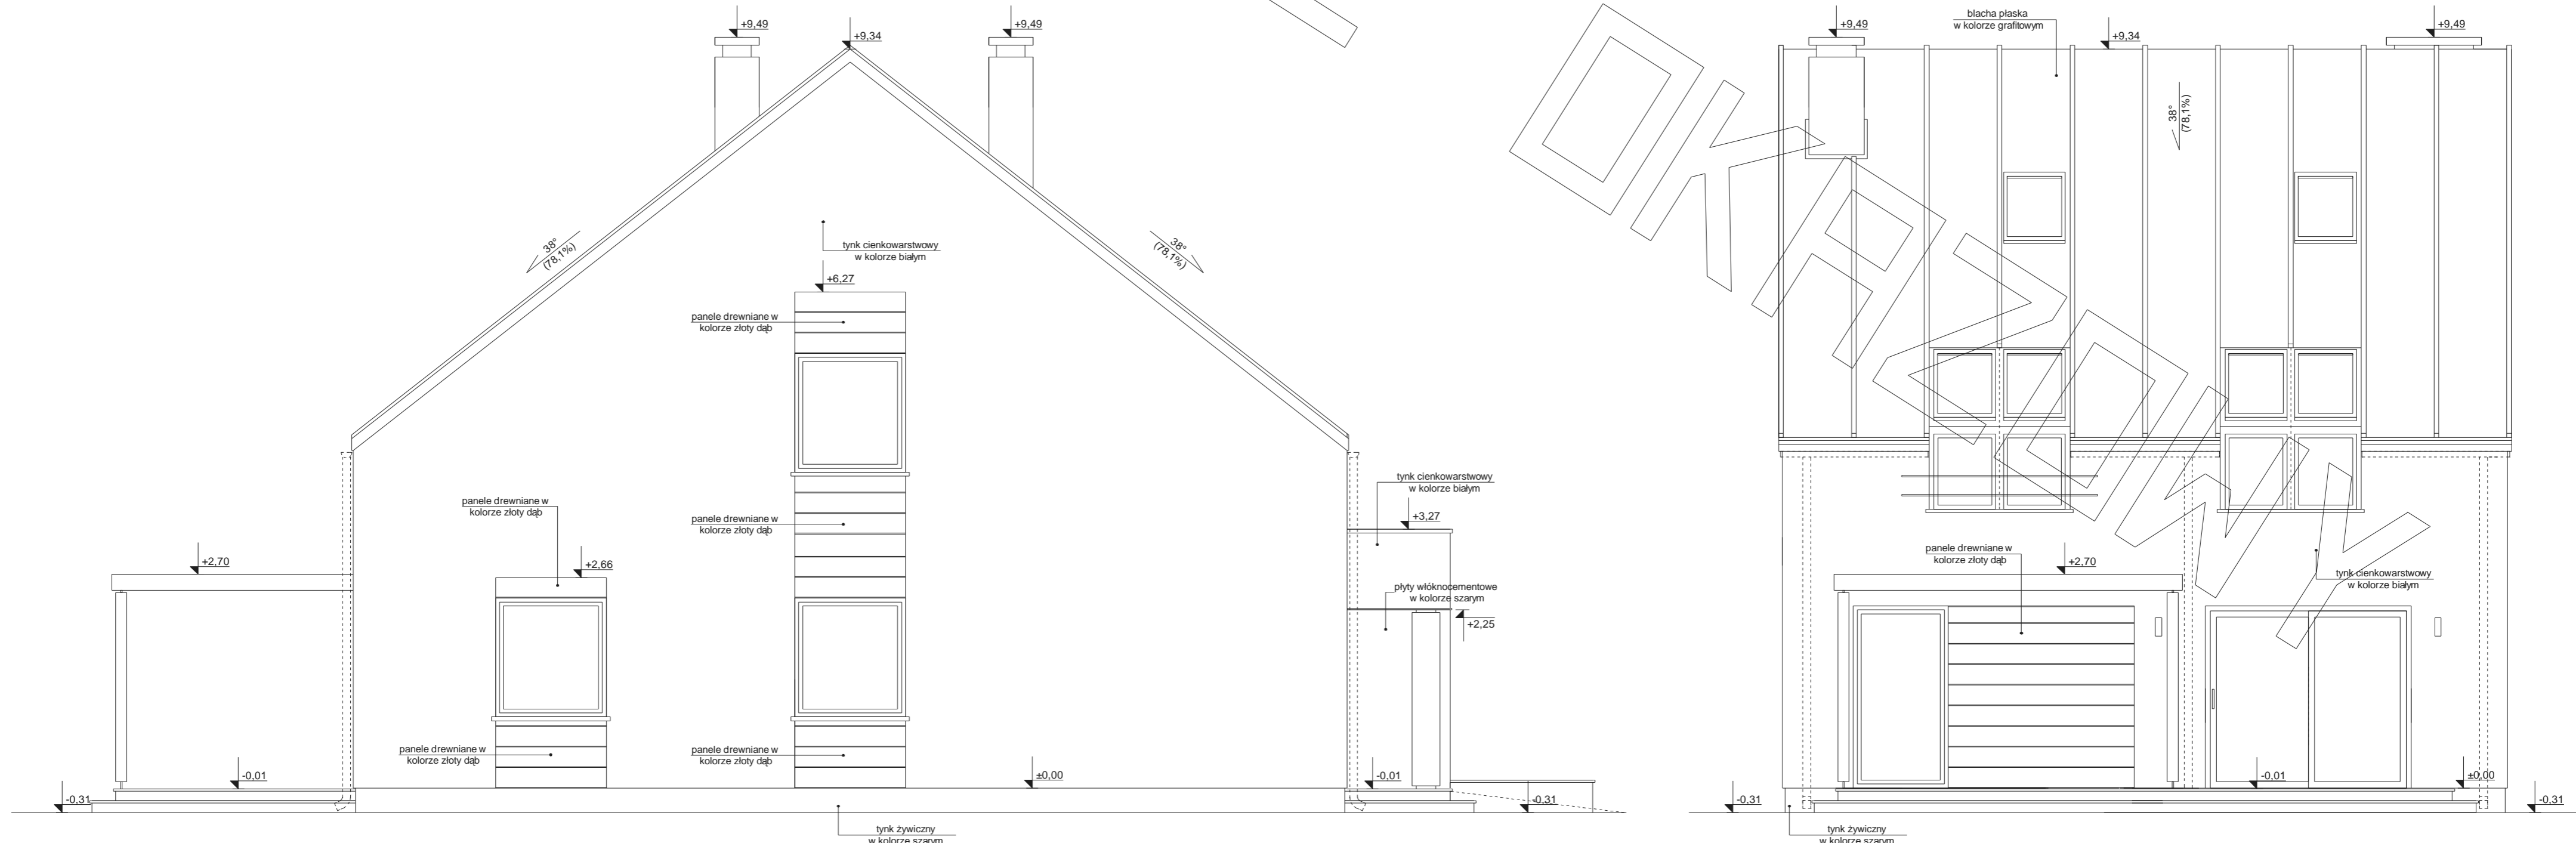 +9,49
+9,34
+9,49
38°
(78,1%)
38°
(78,1%)
tynk cienkowarstwowy
w kolorze białym
+6,27
panele drewniane w
kolorze złoty dąb
panele drewniane w
kolorze złoty dąb
panele drewniane w
kolorze złoty dąb
+2,70
+2,66
tynk cienkowarstwowy
w kolorze białym
+3,27
płyty włóknocementowe
w kolorze szarym
+2,25
panele drewniane w
kolorze złoty dąb
panele drewniane w
kolorze złoty dąb
-0,31
-0,01
±0,00
-0,01
-0,31
tynk żywiczny
w kolorze szarym
+9,49
blacha płaska
w kolorze grafitowym
+9,34
+9,49
38°
(78,1%)
panele drewniane w
kolorze złoty dąb
+2,70
tynk cienkowarstwowy
w kolorze białym
-0,31
-0,01
±0,00
-0,31
tynk żywiczny
w kolorze szarym
OKAZOWY